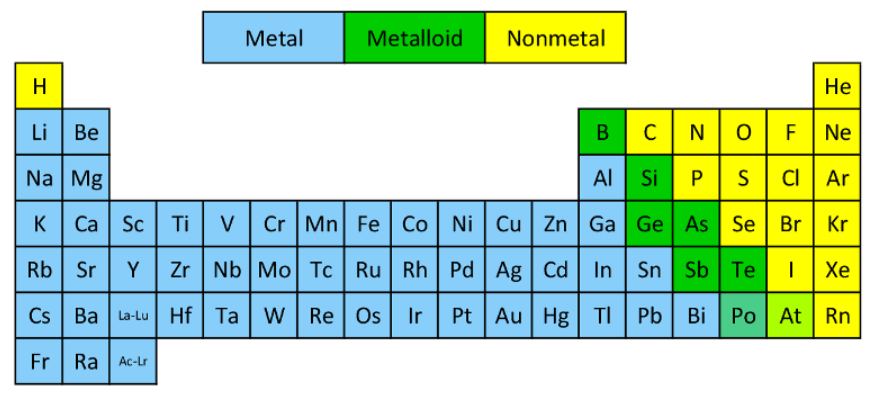 Metal Metalloid Nonmetal
H He
Li Be B C N O F Ne
Na Mg Al Si P S Cl Ar
K Ca Sc Ti V Cr Mn Fe Co Ni Cu Zn Ga Ge As Se Br Kr
Rb Sr Y Zr Nb Mo Tc Ru Rh Pd Ag Cd In Sn Sb Te I Xe
Cs Ba La-Lu Hf Ta W Re Os Ir Pt Au Hg Tl Pb Bi Po At Rn
Fr Ra Ac-Lr